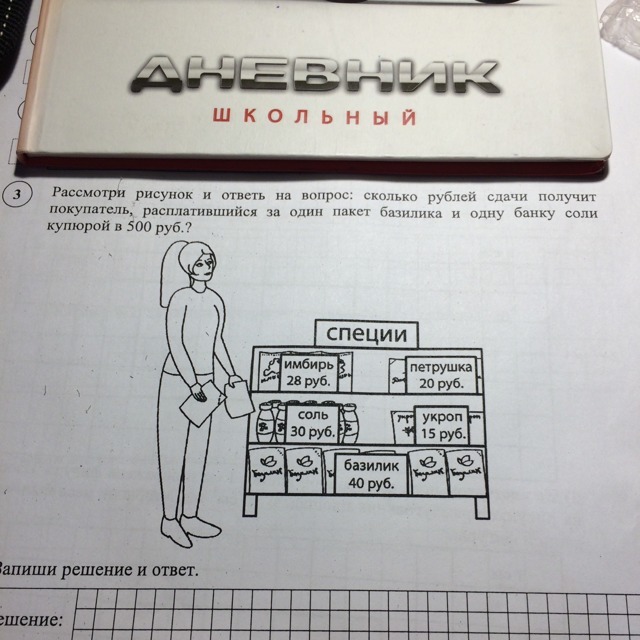 ДНЕВНИК
ШКОЛЬНЫЙ
3 Рассмотри рисунок и ответь на вопрос: сколько рублей сдачи получит
покупатель, расплатившийся за один пакет базилика и одну банку соли
купюрой в 500 руб.?
специи
имбирь
28 руб.
петрушка
20 руб.
соль
30 руб.
укроп
15 руб.
базилик
40 руб.
Запиши решение и ответ.
ешение: